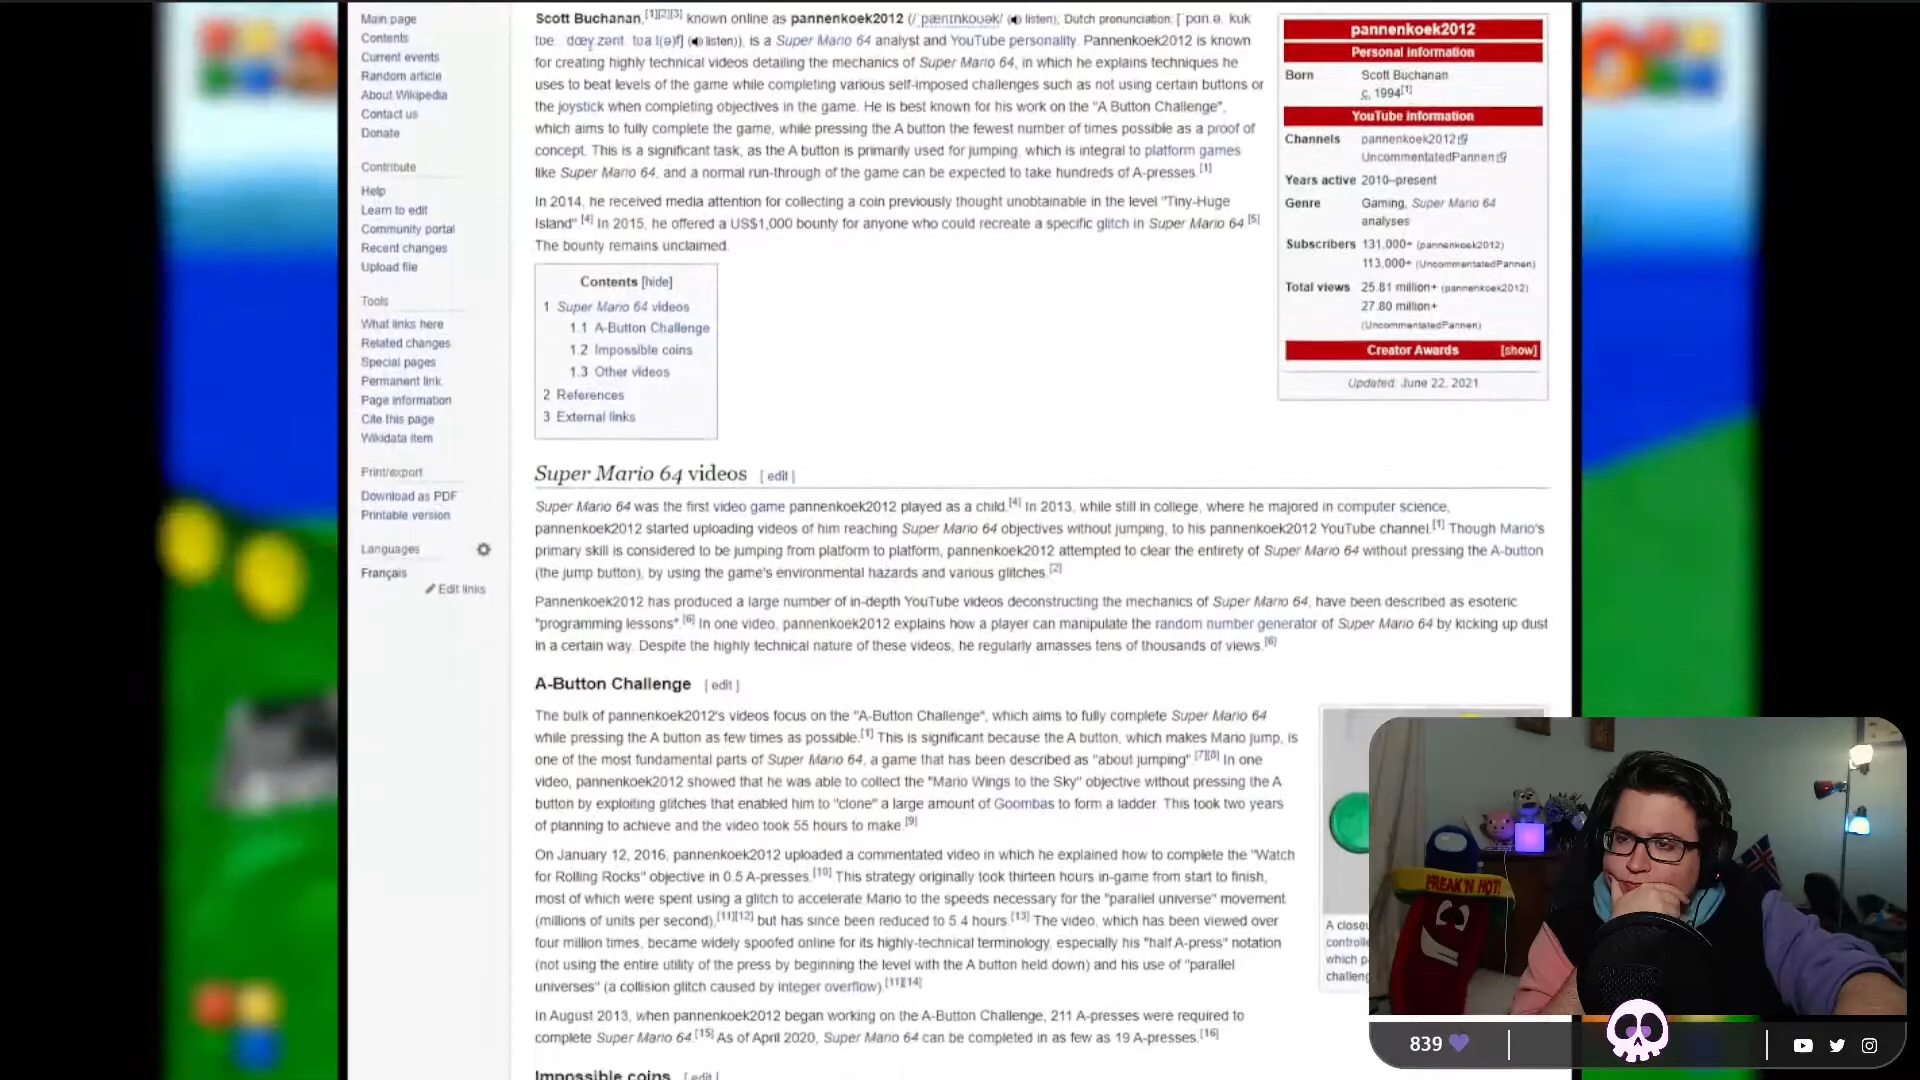 Main page
Contents
Current events
Random article
About Wikipedia
Contact us
Donate
Contribute
Help
Learn to edit
Community portal
Recent changes
Upload file
Tools
What links here
Related changes
Special pages
Permanent link
Page information
Cite this page
Wikidata item
Print/export
Download as PDF
Printable version
Languages
Français
Edit links
Scott Buchanan,[1][2][3] known online as pannenkoek2012 (/ˈpænɪnkoʊək/ (listen); Dutch pronunciation:
listen)), is a Super Mario 64 analyst and YouTube personality. Pannenkoek2012 is known
for creating highly technical videos detailing the mechanics of Super Mario 64, in which he explains techniques he
uses to beat levels of the game while completing various self-imposed challenges such as not using certain buttons or
the joystick when completing objectives in the game. He is best known for his work on the "A Button Challenge",
which aims to fully complete the game, while pressing the A button the fewest number of times possible as a proof of
concept. This is a significant task, as the A button is primarily used for jumping, which is integral to platform games
like Super Mario 64, and a normal run-through of the game can be expected to take hundreds of A-presses.[1]
In 2014, he received media attention for collecting a coin previously thought unobtainable in the level "Tiny-Huge
Island".[4] In 2015, he offered a US$1,000 bounty for anyone who could recreate a specific glitch in Super Mario 64.[5]
The bounty remains unclaimed.
Contents [hide]
1 Super Mario 64 videos
1.1 A-Button Challenge
1.2 Impossible coins
1.3 Other videos
2 References
3 External links
pannenkoek2012
Personal information
Born Scott Buchanan
c. 1994[1]
YouTube information
Channels pannenkoek2012
UncommentatedPannen
Years active 2010–present
Genre Gaming, Super Mario 64
analyses
Subscribers 131,000+ (pannenkoek2012)
113,000+ (UncommentatedPannen)
Total views 25.81 million+ (pannenkoek2012)
27.80 million+
(UncommentatedPannen)
Creator Awards [show]
Updated: June 22, 2021
Super Mario 64 videos [ edit ]
Super Mario 64 was the first video game pannenkoek2012 played as a child.[4] In 2013, while still in college, where he majored in computer science,
pannenkoek2012 started uploading videos of him reaching Super Mario 64 objectives without jumping, to his pannenkoek2012 YouTube channel.[1] Though Mario's
primary skill is considered to be jumping from platform to platform, pannenkoek2012 attempted to clear the entirety of Super Mario 64 without pressing the A-button
(the jump button), by using the game's environmental hazards and various glitches.[2]
Pannenkoek2012 has produced a large number of in-depth YouTube videos deconstructing the mechanics of Super Mario 64, have been described as esoteric
"programming lessons".[6] In one video, pannenkoek2012 explains how a player can manipulate the random number generator of Super Mario 64 by kicking up dust
in a certain way. Despite the highly technical nature of these videos, he regularly amasses tens of thousands of views.[6]
A-Button Challenge [ edit ]
The bulk of pannenkoek2012's videos focus on the "A-Button Challenge", which aims to fully complete Super Mario 64
while pressing the A button as few times as possible.[1] This is significant because the A button, which makes Mario jump, is
one of the most fundamental parts of Super Mario 64, a game that has been described as "about jumping".[7][8] In one
video, pannenkoek2012 showed that he was able to collect the "Mario Wings to the Sky" objective without pressing the A
button by exploiting glitches that enabled him to "clone" a large amount of Goombas to form a ladder. This took two years
of planning to achieve and the video took 55 hours to make.[9]
On January 12, 2016, pannenkoek2012 uploaded a commentated video in which he explained how to complete the "Watch
for Rolling Rocks" objective in 0.5 A-presses.[10] This strategy originally took thirteen hours in-game from start to finish,
most of which were spent using a glitch to accelerate Mario to the speeds necessary for the "parallel universe" movement
(millions of units per second),[11][12] but has since been reduced to 5.4 hours.[13] The video, which has been viewed over
four million times, became widely spoofed online for its highly-technical terminology, especially his "half A-press" notation
(not using the entire utility of the press by beginning the level with the A button held down) and his use of "parallel
universes" (a collision glitch caused by integer overflow).[11][14]
In August 2013, when pannenkoek2012 began working on the A-Button Challenge, 211 A-presses were required to
complete Super Mario 64.[15] As of April 2020, Super Mario 64 can be completed in as few as 19 A-presses.[16]
Impossible coins [ edit ]
A closeu
controlle
which p
challeng
FREAK'N HOT!
839